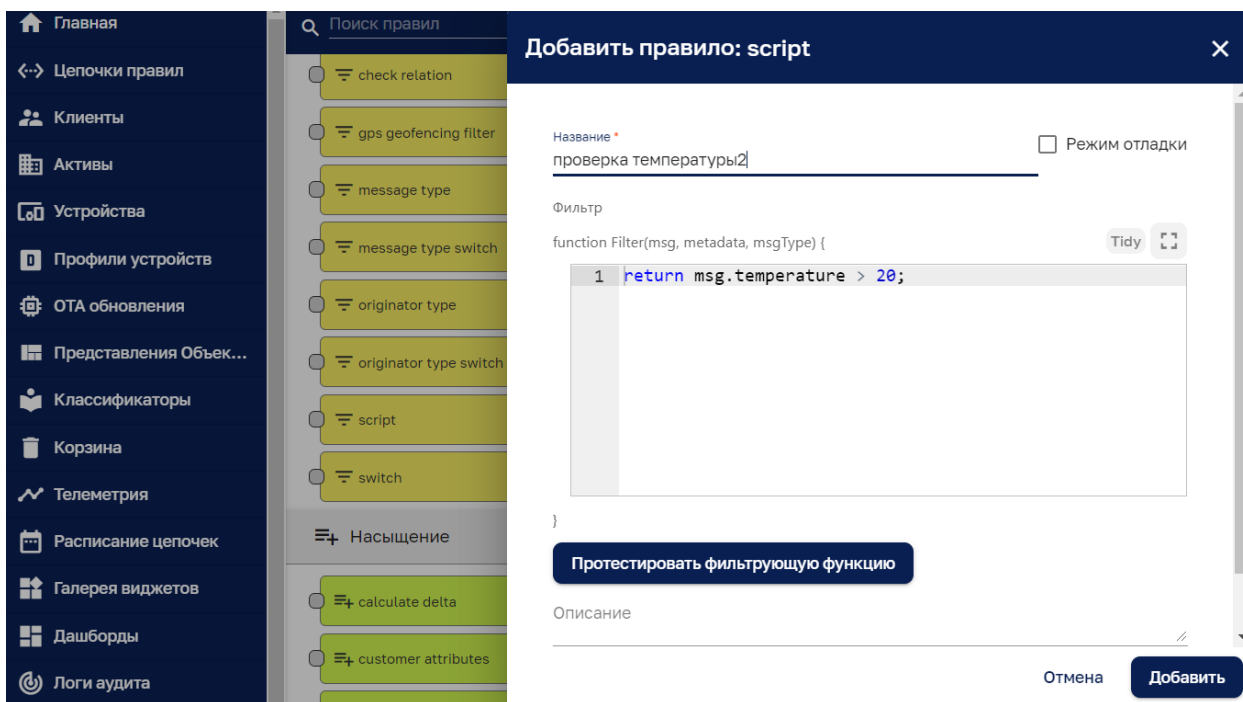 Главная
Цепочки правил
Клиенты
Активы
Устройства
Профили устройств
OTA обновления
Представления Объек...
Классификаторы
Корзина
Телеметрия
Расписание цепочек
Галерея виджетов
Дашборды
Логи аудита
Поиск правил
check relation
gps geofencing filter
message type
message type switch
originator type
originator type switch
script
switch
Насыщение
calculate delta
customer attributes
Добавить правило: script
Название *
проверка температуры2
Режим отладки
Фильтр
function Filter(msg, metadata, msgType) {
Tidy
1 return msg.temperature > 20;
}
Протестировать фильтрующую функцию
Описание
Отмена
Добавить